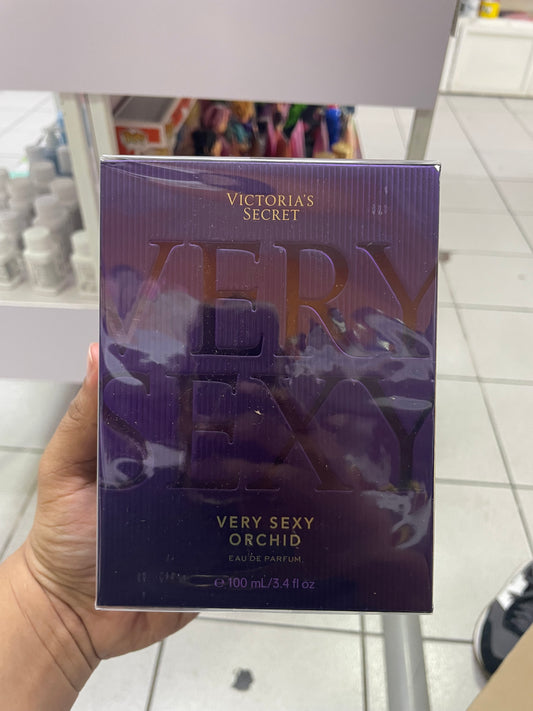 VICTORIA'S
SECRET
VERY
SEXY
VERY SEXY
ORCHID
EAU DE PARFUM
℮ 100 mL/3.4 fl oz